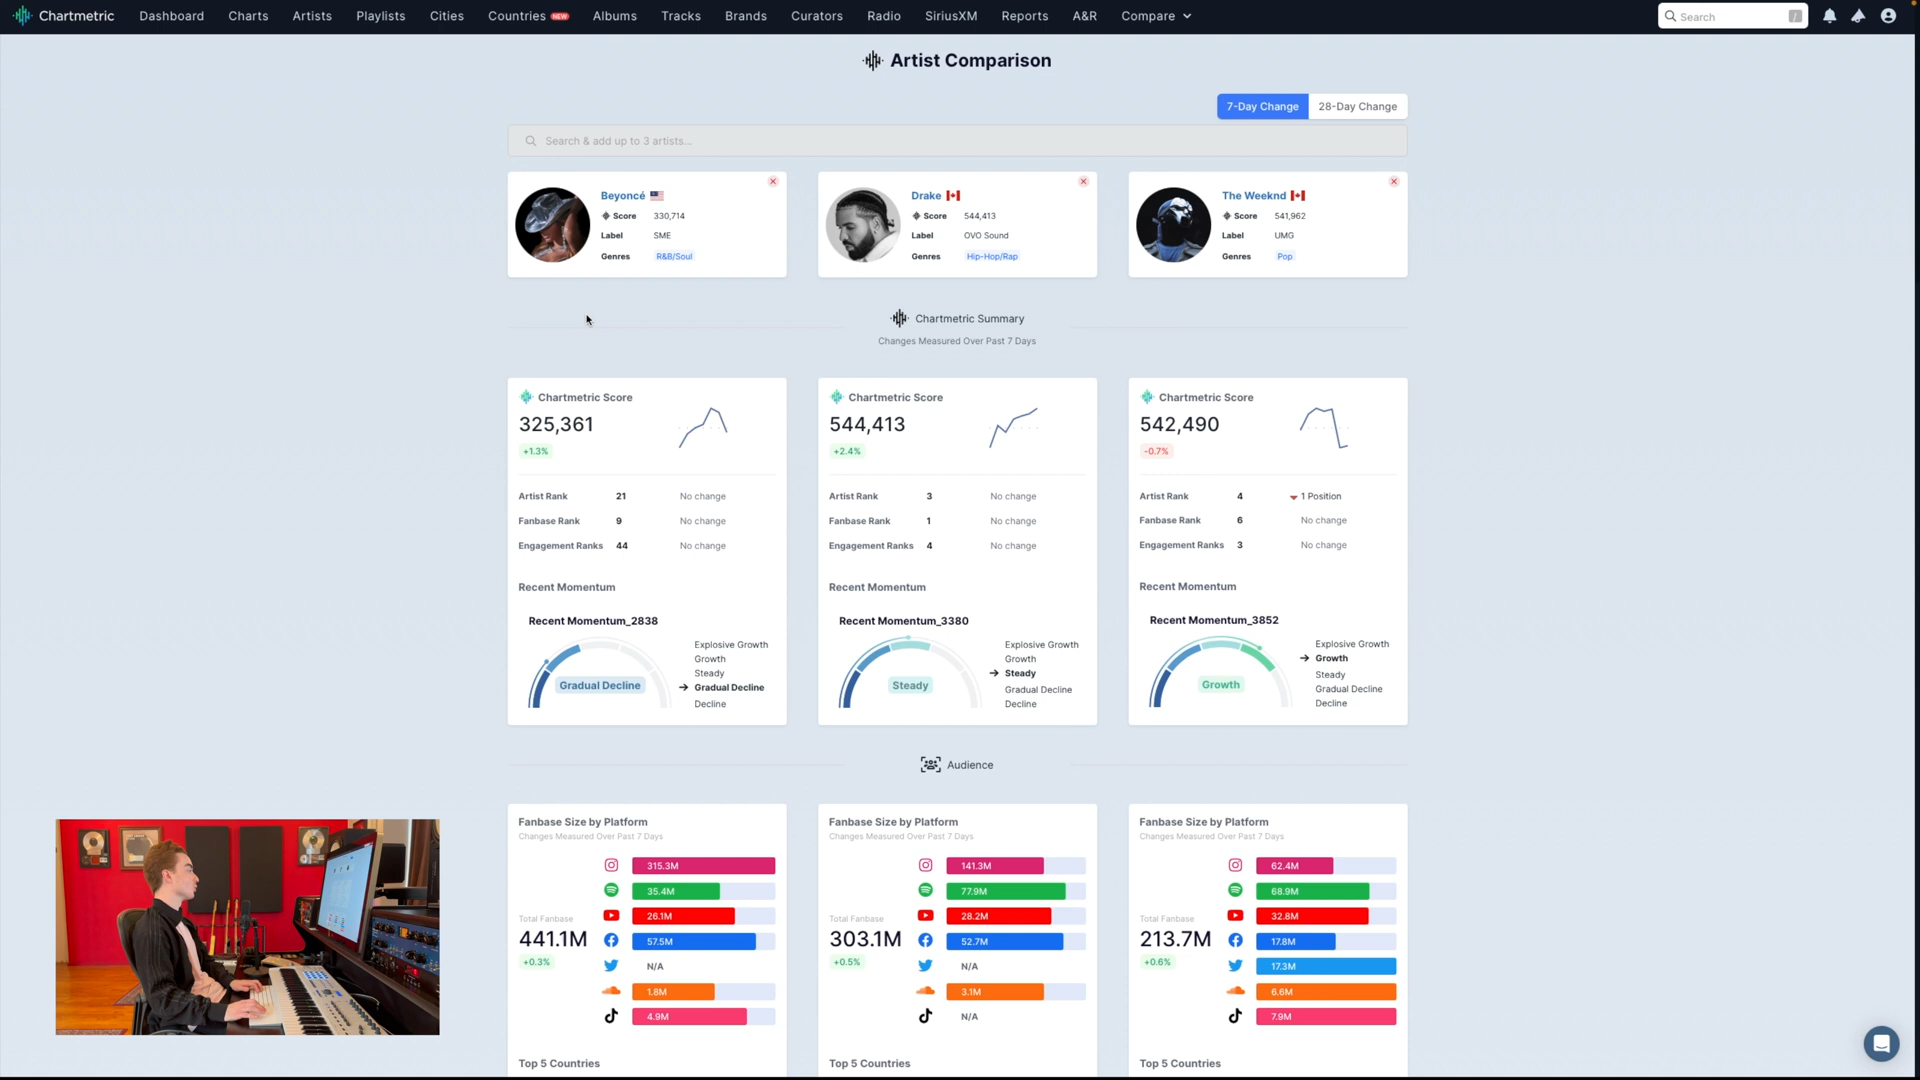 Chartmetric Dashboard Charts Artists Playlists Cities Countries NEW Albums Tracks Brands Curators Radio SiriusXM Reports A&R Compare Search /
Artist Comparison
7-Day Change 28-Day Change
Search & add up to 3 artists...
Beyoncé
Score 330,714
Label SME
Genres R&B/Soul
Drake
Score 544,413
Label OVO Sound
Genres Hip-Hop/Rap
The Weeknd
Score 541,962
Label UMG
Genres Pop
Chartmetric Summary
Changes Measured Over Past 7 Days
Chartmetric Score
325,361
+1.3%
Artist Rank 21 No change
Fanbase Rank 9 No change
Engagement Ranks 44 No change
Recent Momentum
Recent Momentum_2838
Gradual Decline
Explosive Growth
Growth
Steady
Gradual Decline
Decline
Chartmetric Score
544,413
+2.4%
Artist Rank 3 No change
Fanbase Rank 1 No change
Engagement Ranks 4 No change
Recent Momentum
Recent Momentum_3380
Steady
Explosive Growth
Growth
Steady
Gradual Decline
Decline
Chartmetric Score
542,490
-0.7%
Artist Rank 4 1 Position
Fanbase Rank 6 No change
Engagement Ranks 3 No change
Recent Momentum
Recent Momentum_3852
Growth
Explosive Growth
Growth
Steady
Gradual Decline
Decline
Audience
Fanbase Size by Platform
Changes Measured Over Past 7 Days
Total Fanbase
441.1M
+0.3%
315.3M
35.4M
26.1M
57.5M
N/A
1.8M
4.9M
Top 5 Countries
Fanbase Size by Platform
Changes Measured Over Past 7 Days
Total Fanbase
303.1M
+0.5%
141.3M
77.9M
28.2M
52.7M
N/A
3.1M
N/A
Top 5 Countries
Fanbase Size by Platform
Changes Measured Over Past 7 Days
Total Fanbase
213.7M
+0.6%
62.4M
68.9M
32.8M
17.8M
17.3M
6.6M
7.9M
Top 5 Countries